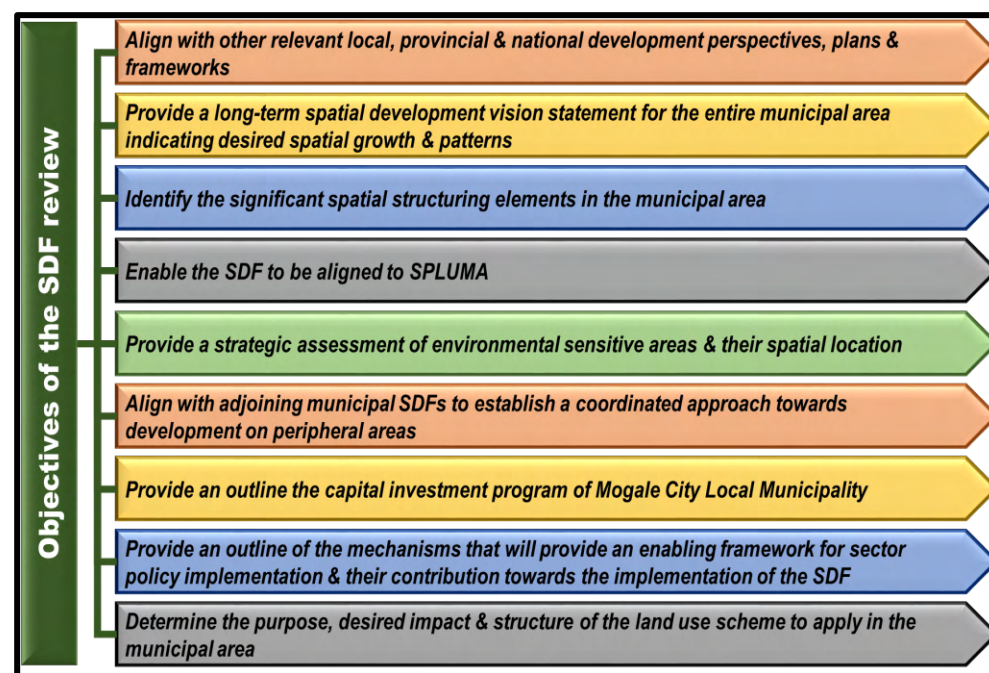 Objectives of the SDF review
Align with other relevant local, provincial & national development perspectives, plans &
frameworks
Provide a long-term spatial development vision statement for the entire municipal area
indicating desired spatial growth & patterns
Identify the significant spatial structuring elements in the municipal area
Enable the SDF to be aligned to SPLUMA
Provide a strategic assessment of environmental sensitive areas & their spatial location
Align with adjoining municipal SDFs to establish a coordinated approach towards
development on peripheral areas
Provide an outline the capital investment program of Mogale City Local Municipality
Provide an outline of the mechanisms that will provide an enabling framework for sector
policy implementation & their contribution towards the implementation of the SDF
Determine the purpose, desired impact & structure of the land use scheme to apply in the
municipal area